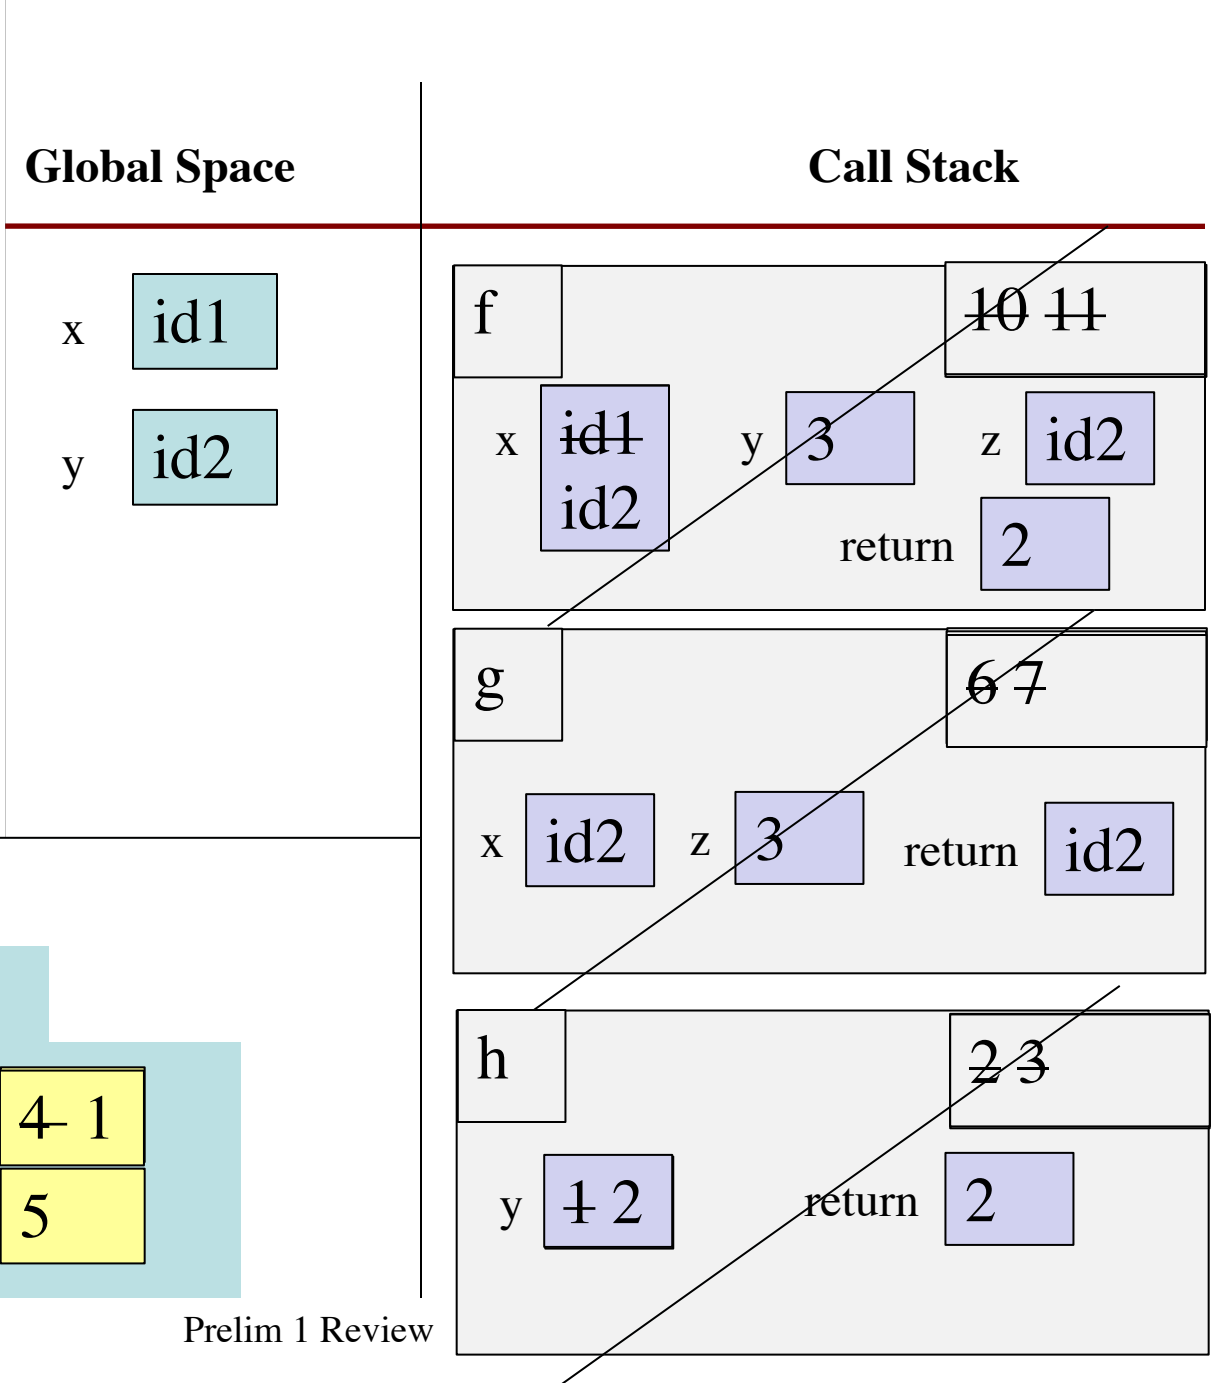 Global Space
x id1
y id2
4 1
5
Prelim 1 Review
Call Stack
f 10 11
x id1 y 3 z id2
id2
return 2
g 6 7
x id2 z 3 return id2
h 2 3
y 1 2 return 2